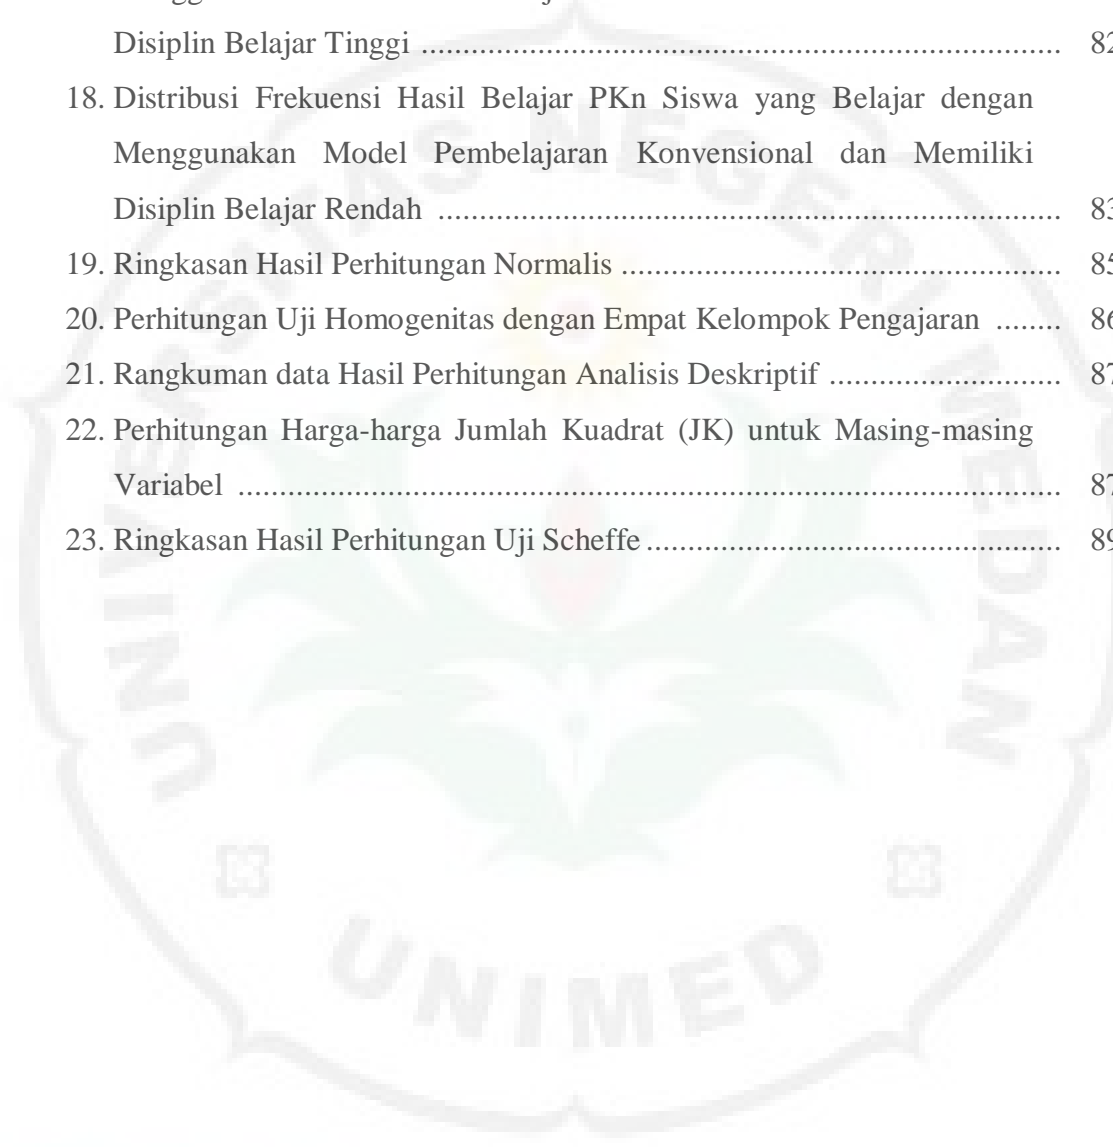 Disiplin Belajar Tinggi ............................................................................. 82
18. Distribusi Frekuensi Hasil Belajar PKn Siswa yang Belajar dengan
Menggunakan Model Pembelajaran Konvensional dan Memiliki
Disiplin Belajar Rendah ........................................................................... 83
19. Ringkasan Hasil Perhitungan Normalis ..................................................... 85
20. Perhitungan Uji Homogenitas dengan Empat Kelompok Pengajaran ........ 86
21. Rangkuman data Hasil Perhitungan Analisis Deskriptif ............................ 87
22. Perhitungan Harga-harga Jumlah Kuadrat (JK) untuk Masing-masing
Variabel .................................................................................................... 87
23. Ringkasan Hasil Perhitungan Uji Scheffe .................................................. 89
UNIVERSITAS NEGERI MEDAN
UNIMED